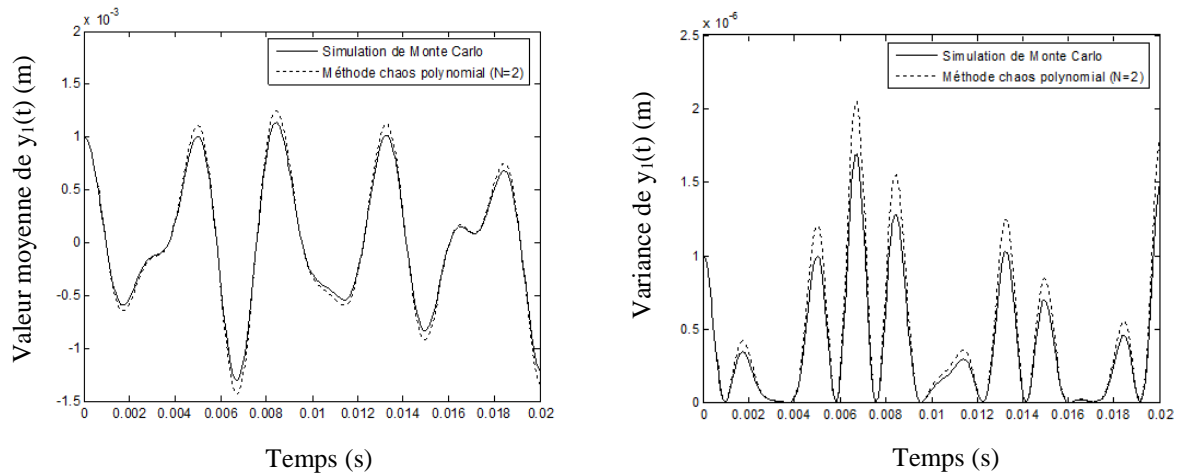 x 10-3
2
1.5
1
0.5
0
-0.5
-1
-1.5
0 0.002 0.004 0.006 0.008 0.01 0.012 0.014 0.016 0.018 0.02
Simulation de Monte Carlo
Méthode chaos polynomial (N=2)
Valeur moyenne de y1(t) (m)
Temps (s)
x 10-6
2.5
2
1.5
1
0.5
0
0 0.002 0.004 0.006 0.008 0.01 0.012 0.014 0.016 0.018 0.02
Simulation de Monte Carlo
Méthode chaos polynomial (N=2)
Variance de y1(t) (m)
Temps (s)